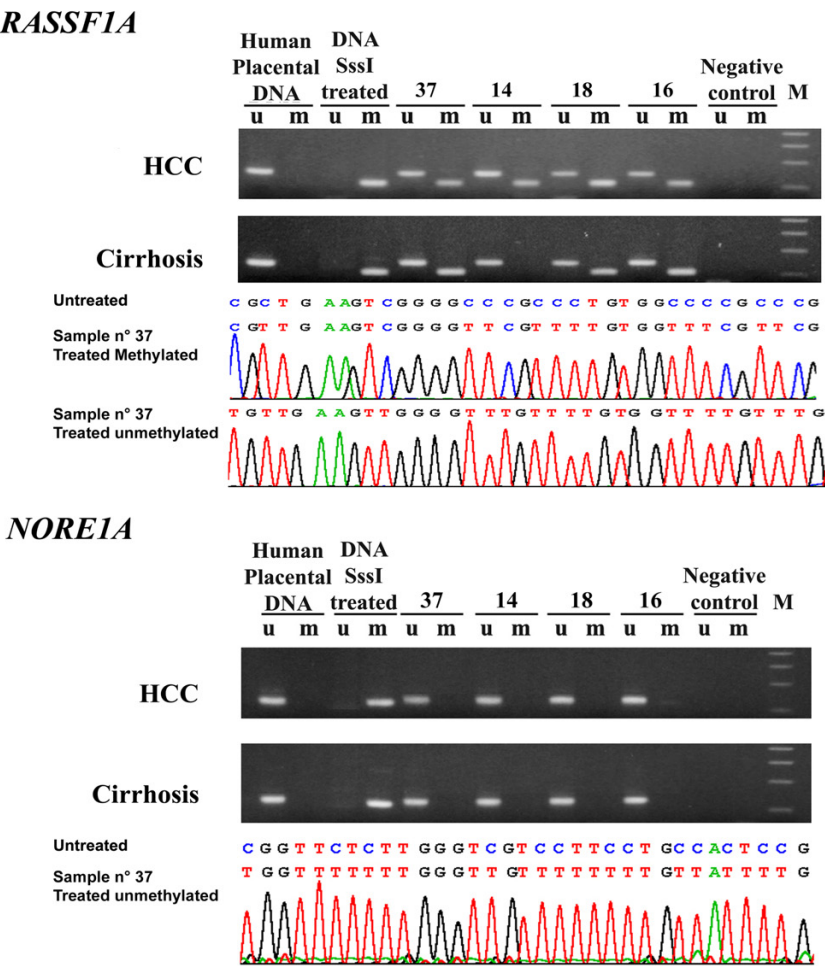 RASSF1A
Human Placental DNA
DNA SssI treated
37 14 18 16
Negative control
M
u m u m u m u m u m u m u m
HCC
Cirrhosis
Untreated C G C T G A A G T C G G G G C C C G C C C T G T G G C C C C G C C C G
Sample n° 37
Treated Methylated
C G T T G A A G T C G G G G T T C G T T T T G T G G T T T C G T T C G
Sample n° 37
Treated unmethylated
T G T T G A A G T T G G G G T T T G T T T T G T G G T T T T G T T T G
NORE1A
Human Placental DNA
DNA SssI treated
37 14 18 16
Negative control
M
u m u m u m u m u m u m u m
HCC
Cirrhosis
Untreated C G G T T C T C T T G G G T C G T C C T T C C T G C C A C T C C G
Sample n° 37
Treated unmethylated
T G G T T T T T T T G G G T T G T T T T T T T T G T T A T T T T G